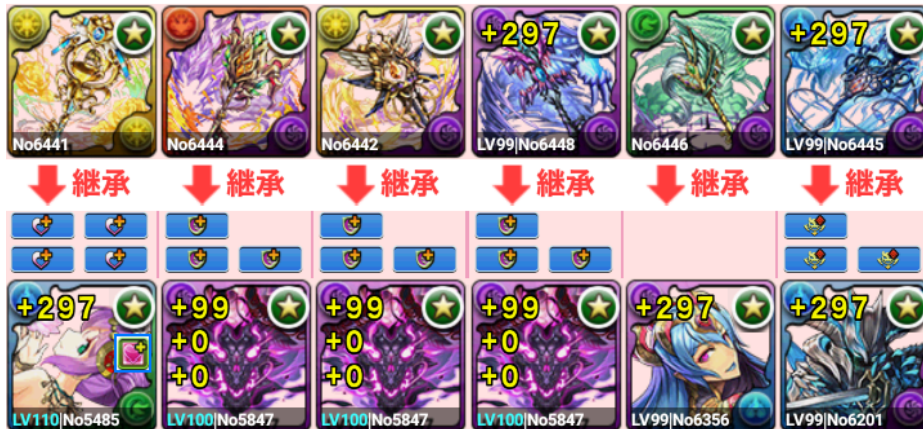 +297 +297
No6441 No6444 No6442 LV99|No6448 No6446 LV99|No6445
継承 継承 継承 継承 継承 継承
+297 +99 +99 +99 +297 +297
+0 +0 +0
+0 +0 +0
LV110|No5485 LV100|No5847 LV100|No5847 LV100|No5847 LV99|No6356 LV99|No6201